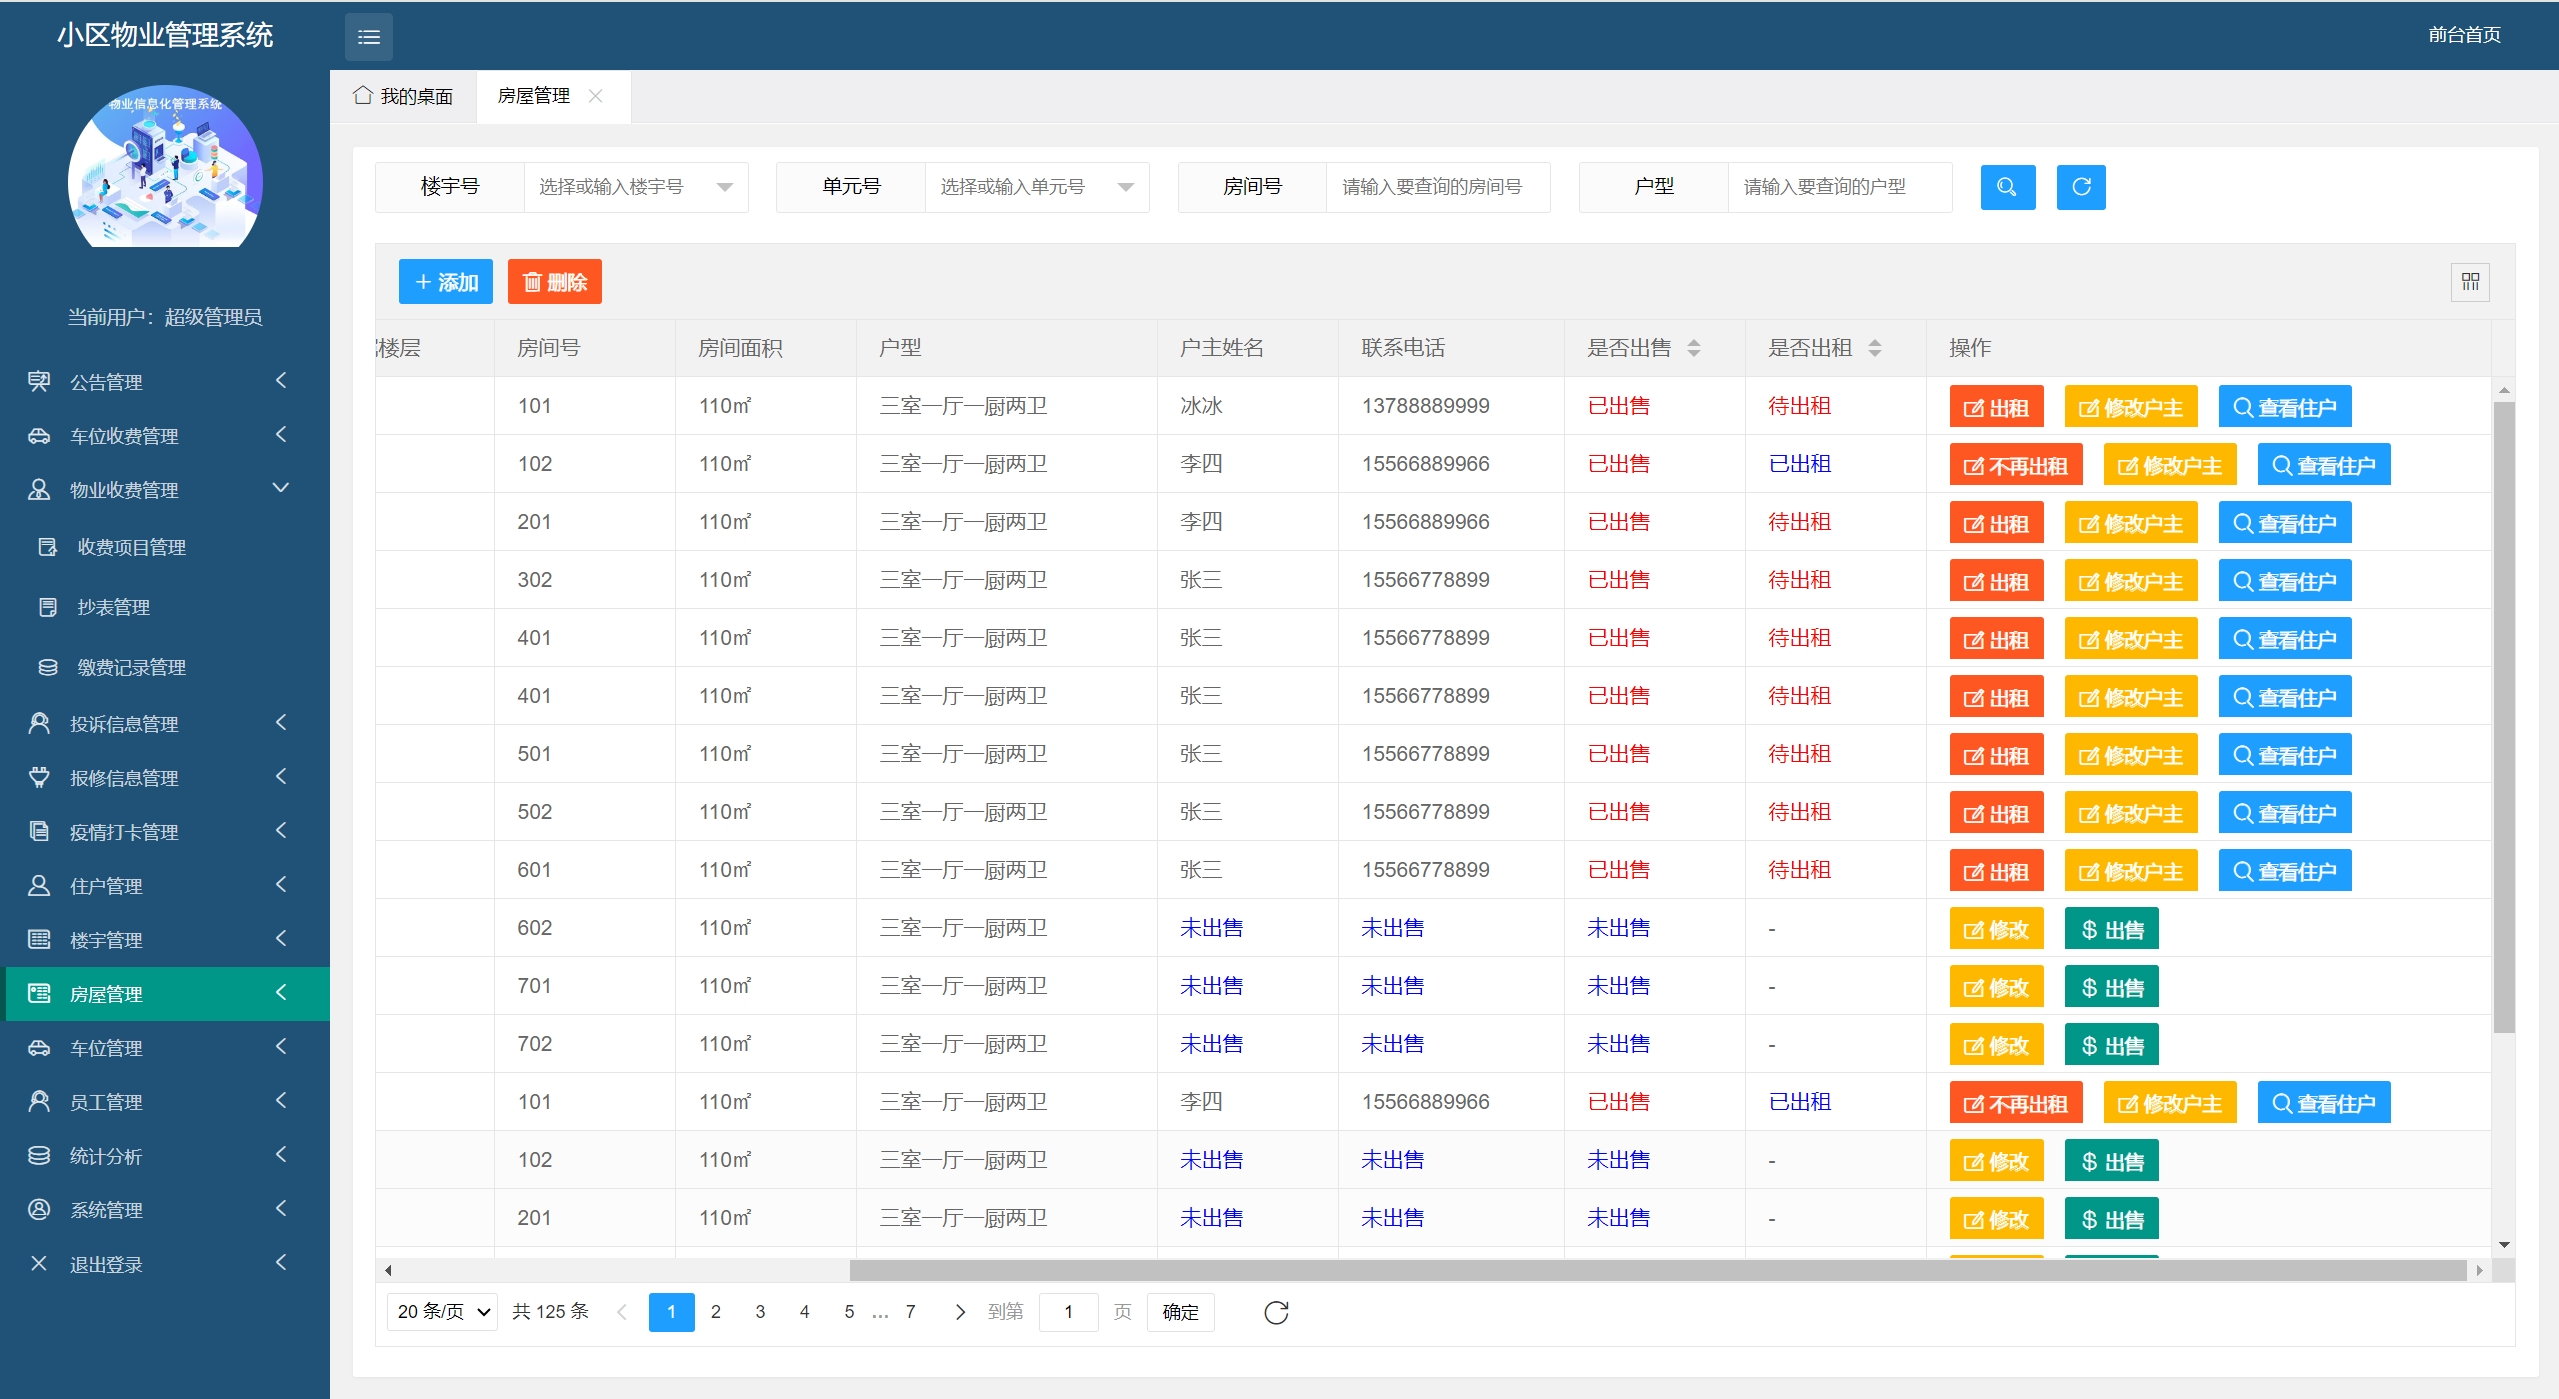 小区物业管理系统
前台首页
物业信息化管理系统
当前用户：超级管理员
公告管理
车位收费管理
物业收费管理
收费项目管理
抄表管理
缴费记录管理
投诉信息管理
报修信息管理
疫情打卡管理
住户管理
楼宇管理
房屋管理
车位管理
员工管理
统计分析
系统管理
退出登录
我的桌面 房屋管理
楼宇号 选择或输入楼宇号 单元号 选择或输入单元号 房间号 请输入要查询的房间号 户型 请输入要查询的户型
添加 删除
楼层 房间号 房间面积 户型 户主姓名 联系电话 是否出售 是否出租 操作
101 110㎡ 三室一厅一厨两卫 冰冰 13788889999 已出售 待出租 出租 修改户主 查看住户
102 110㎡ 三室一厅一厨两卫 李四 15566889966 已出售 已出租 不再出租 修改户主 查看住户
201 110㎡ 三室一厅一厨两卫 李四 15566889966 已出售 待出租 出租 修改户主 查看住户
302 110㎡ 三室一厅一厨两卫 张三 15566778899 已出售 待出租 出租 修改户主 查看住户
401 110㎡ 三室一厅一厨两卫 张三 15566778899 已出售 待出租 出租 修改户主 查看住户
401 110㎡ 三室一厅一厨两卫 张三 15566778899 已出售 待出租 出租 修改户主 查看住户
501 110㎡ 三室一厅一厨两卫 张三 15566778899 已出售 待出租 出租 修改户主 查看住户
502 110㎡ 三室一厅一厨两卫 张三 15566778899 已出售 待出租 出租 修改户主 查看住户
601 110㎡ 三室一厅一厨两卫 张三 15566778899 已出售 待出租 出租 修改户主 查看住户
602 110㎡ 三室一厅一厨两卫 未出售 未出售 未出售 - 修改 $ 出售
701 110㎡ 三室一厅一厨两卫 未出售 未出售 未出售 - 修改 $ 出售
702 110㎡ 三室一厅一厨两卫 未出售 未出售 未出售 - 修改 $ 出售
101 110㎡ 三室一厅一厨两卫 李四 15566889966 已出售 已出租 不再出租 修改户主 查看住户
102 110㎡ 三室一厅一厨两卫 未出售 未出售 未出售 - 修改 $ 出售
201 110㎡ 三室一厅一厨两卫 未出售 未出售 未出售 - 修改 $ 出售
20 条/页 共 125 条 1 2 3 4 5 … 7 到第 1 页 确定